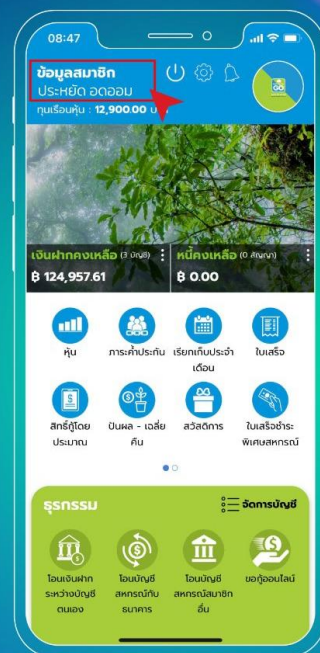 08:47
ข้อมูลสมาชิก
ประหยัด อดออม
ทุนเรือนหุ้น : 12,900.00
เงินฝากคงเหลือ (3 บัญชี)
฿ 124,957.61
หนี้คงเหลือ (0 สัญญา)
฿ 0.00
หุ้น
ภาระค้ำประกัน
เรียกเก็บประจำ
เดือน
ใบเสร็จ
สิทธิ์กู้โดย
ประมาณ
ปันผล - เฉลี่ย
คืน
สวัสดิการ
ใบเสร็จชำระ
พิเศษสหกรณ์
ธุรกรรม
จัดการบัญชี
โอนเงินฝาก
ระหว่างบัญชี
ตนเอง
โอนบัญชี
สหกรณ์กับ
ธนาคาร
โอนบัญชี
สหกรณ์สมาชิก
อื่น
ขอกู้ออนไลน์